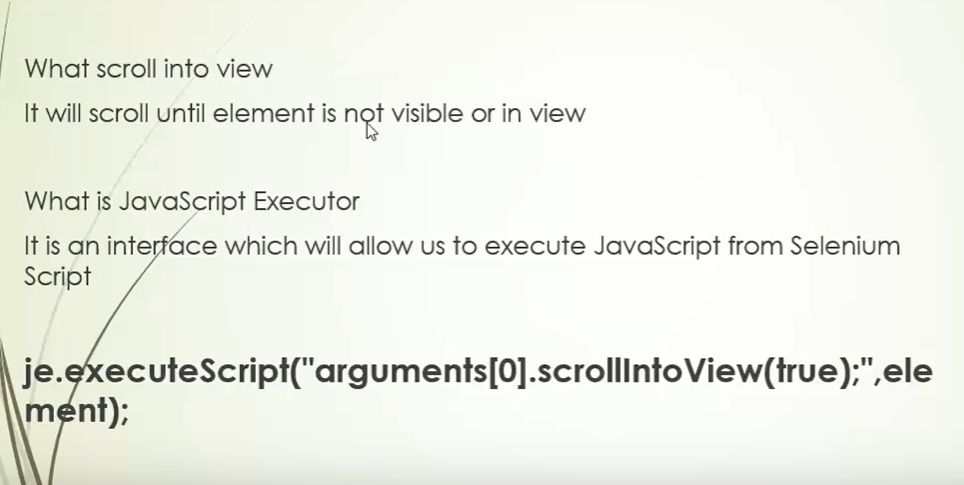 What scroll into view
It will scroll until element is not visible or in view
What is JavaScript Executor
It is an interface which will allow us to execute JavaScript from Selenium
Script
je.executeScript("arguments[0].scrollIntoView(true);",ele
ment);